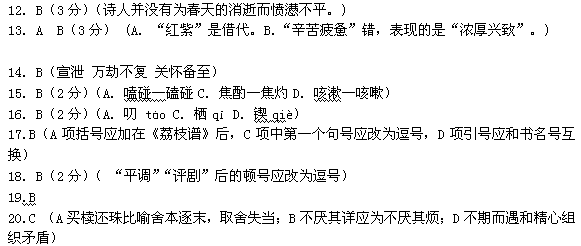 12. B(3分)(诗人并没有为春天的消逝而愤懑不平。)
13. A  B(3分) (A. “红紫”是借代。B.“辛苦疲惫”错，表现的是“浓厚兴致”。)
14. B(宣泄 万劫不复 关怀备至)
15. B(2分)(A. 嗑碰—磕碰 C. 焦酌—焦灼 D. 咳漱—咳嗽)
16. B(2分)(A. 叨 tāo C. 栖 qī D. 锲 qiè)
17.B(A 项括号应加在《荔枝谱》后，C 项中第一个句号应改为逗号，D 项引号应和书名号互
换)
18. B(2分)( “平调”“评剧”后的顿号应改为逗号)
19.B
20.C (A 买椟还珠比喻舍本逐末，取舍失当；B 不厌其详应为不厌其烦；D 不期而遇和精心组
织矛盾)